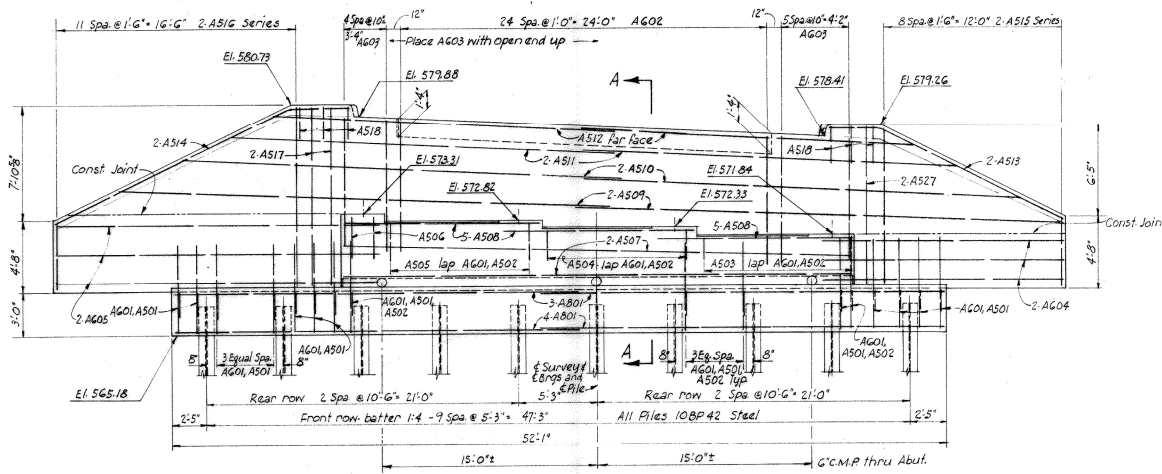 11 Spa. @ 1'-6" = 16'-6" 2-A516 Series
4 Spa @ 10"
3'-4" A603
12"
24 Spa. @ 1'-0" = 24'-0" A602
Place A603 with open end up
12"
5 Spa @ 10" = 4'-2"
A603
8 Spa. @ 1'-6" = 12'-0" 2-A515 Series
El. 580.73
El. 579.88
A
El. 578.41
El. 579.26
1'-4"
1'-4"
A518
A512 far face
A518
2-A514
2-A517
2-A511
2-A513
7'-10 5/8"
Const. Joint
El. 573.31
2-A510
El. 571.84
2-A527
6'-5"
El. 572.82
El. 572.33
2-A509
Const. Joint
A506
5-A508
2-A507
5-A508
4'-8"
A505 lap A601, A502
A504 lap A601, A502
A503 lap A601, A502
4'-8"
2-A605
A601, A501
A601, A501
A502
3-A801
2-A604
A601, A501
3'-0"
4-A801
A601, A501
A601,
A501, A502
8"
3 Equal Spa.
A601, A501
8"
A
8"
3 Eq. Spa.
A601, A501
A502 Typ
8"
El. 565.18
℄ Survey &
℄ Brgs and
℄ Pile
Rear row 2 Spa @ 10'-6" = 21'-0"
5'-3"
Rear row 2 Spa. @ 10'-6" = 21'-0"
2'-5"
Front row batter 1:4 - 9 Spa. @ 5'-3" = 47'-3"
All Piles 10BP42 Steel
2'-5"
52'-1"
15'-0"±
15'-0"±
6" C.M.P. thru Abut.